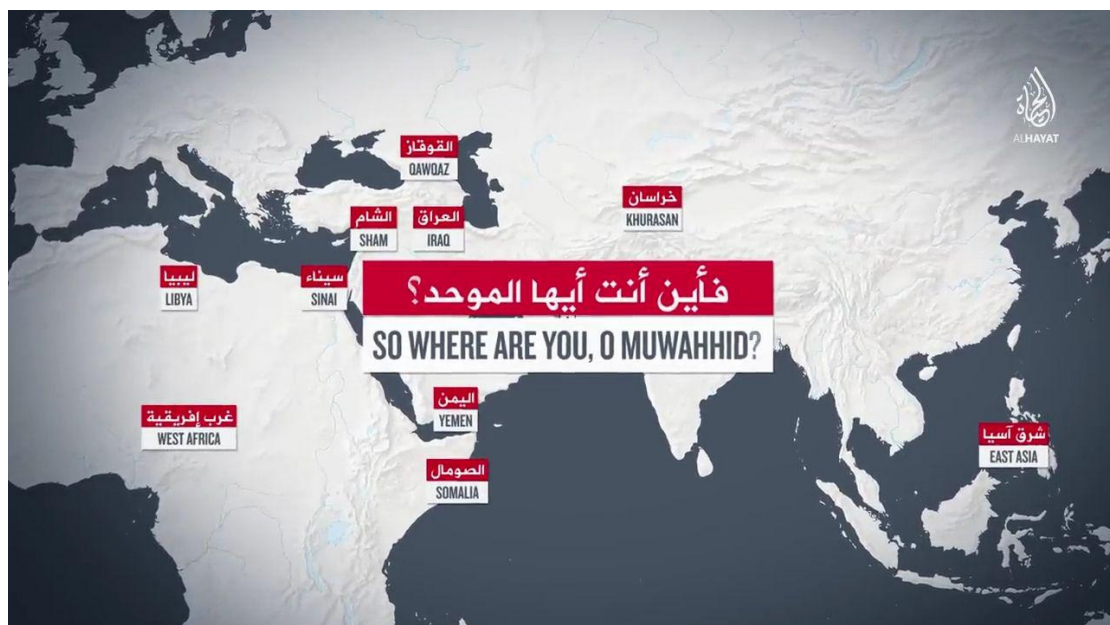 الحياة
ALHAYAT
القوقاز
QAWQAZ
خراسان
KHURASAN
الشام
SHAM
العراق
IRAQ
ليبيا
LIBYA
سيناء
SINAI
فأين أنت أيها الموحد؟
SO WHERE ARE YOU, O MUWAHHID?
اليمن
YEMEN
غرب إفريقية
WEST AFRICA
شرق آسيا
EAST ASIA
الصومال
SOMALIA